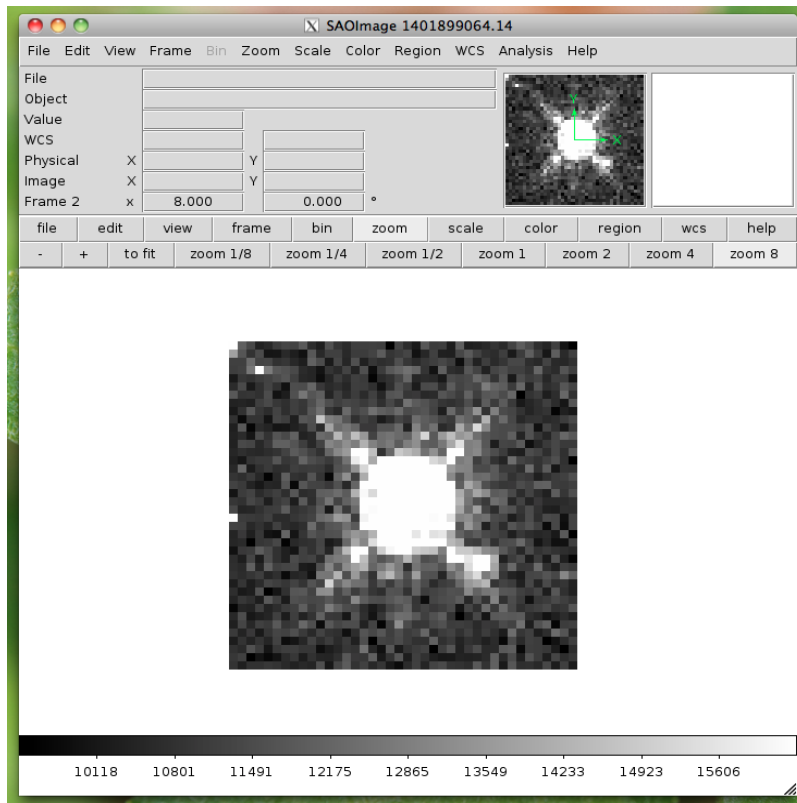 X SAOImage 1401899064.14
File Edit View Frame Bin Zoom Scale Color Region WCS Analysis Help
File
Object
Value
WCS
Physical X Y
Image X Y
Frame 2 x 8.000 0.000 °
Y
X
file edit view frame bin zoom scale color region wcs help
- + to fit zoom 1/8 zoom 1/4 zoom 1/2 zoom 1 zoom 2 zoom 4 zoom 8
10118 10801 11491 12175 12865 13549 14233 14923 15606